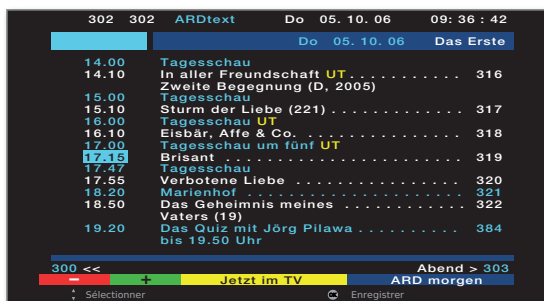 302 302 ARDtext Do 05. 10. 06 09: 36 : 42
Do 05. 10. 06 Das Erste
14.00 Tagesschau
14.10 In aller Freundschaft UT . . . . . . . . . . . 316
Zweite Begegnung (D, 2005)
15.00 Tagesschau
15.10 Sturm der Liebe (221) . . . . . . . . . . . . . 317
16.00 Tagesschau UT
16.10 Eisbär, Affe & Co. . . . . . . . . . . . . . . . 318
17.00 Tagesschau um fünf UT
17.15 Brisant . . . . . . . . . . . . . . . . . . . . . . 319
17.47 Tagesschau
17.55 Verbotene Liebe . . . . . . . . . . . . . . . . 320
18.20 Marienhof . . . . . . . . . . . . . . . . . . . . 321
18.50 Das Geheimnis meines . . . . . . . . . . . 322
Vaters (19)
19.20 Das Quiz mit Jörg Pilawa . . . . . . . . . . 384
bis 19.50 Uhr
300 << Abend > 303
− + Jetzt im TV ARD morgen
Sélectionner Enregistrer